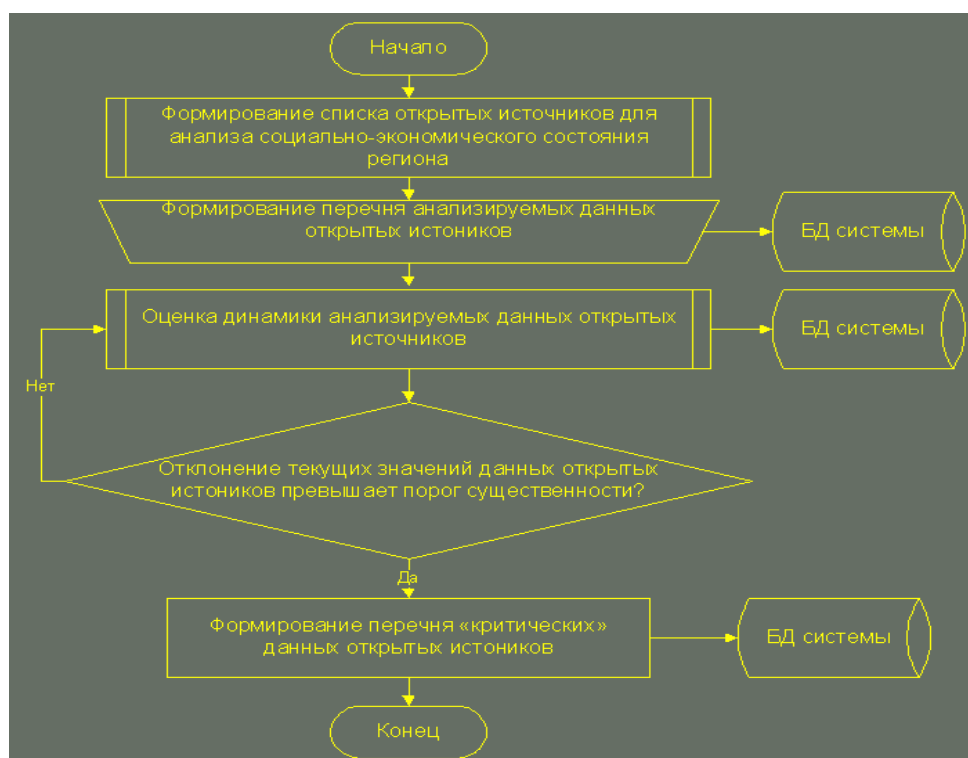 Начало
Формирование списка открытых источников для
анализа социально-экономического состояния
региона
Формирование перечня анализируемых данных
открытых истоников
БД системы
Оценка динамики анализируемых данных открытых
источников
БД системы
Нет
Отклонение текущих значений данных открытых
истоников превышает порог существенности?
Да
Формирование перечня «критических»
данных открытых истоников
БД системы
Конец